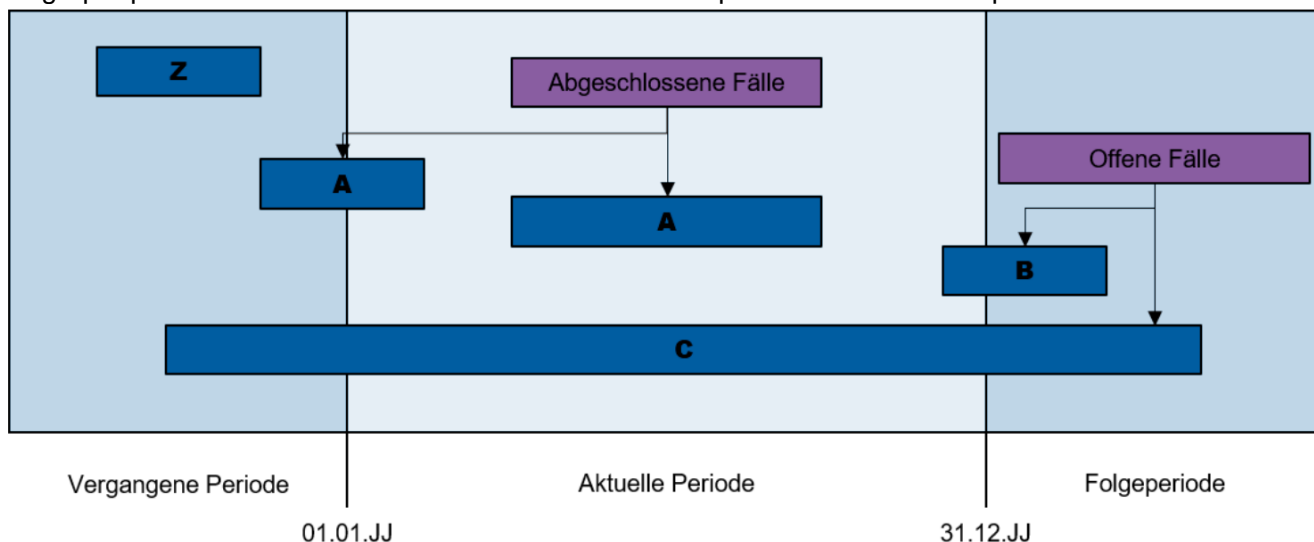 Z
Abgeschlossene Fälle
Offene Fälle
A
A
B
C
Vergangene Periode
Aktuelle Periode
Folgeperiode
01.01.JJ
31.12.JJ